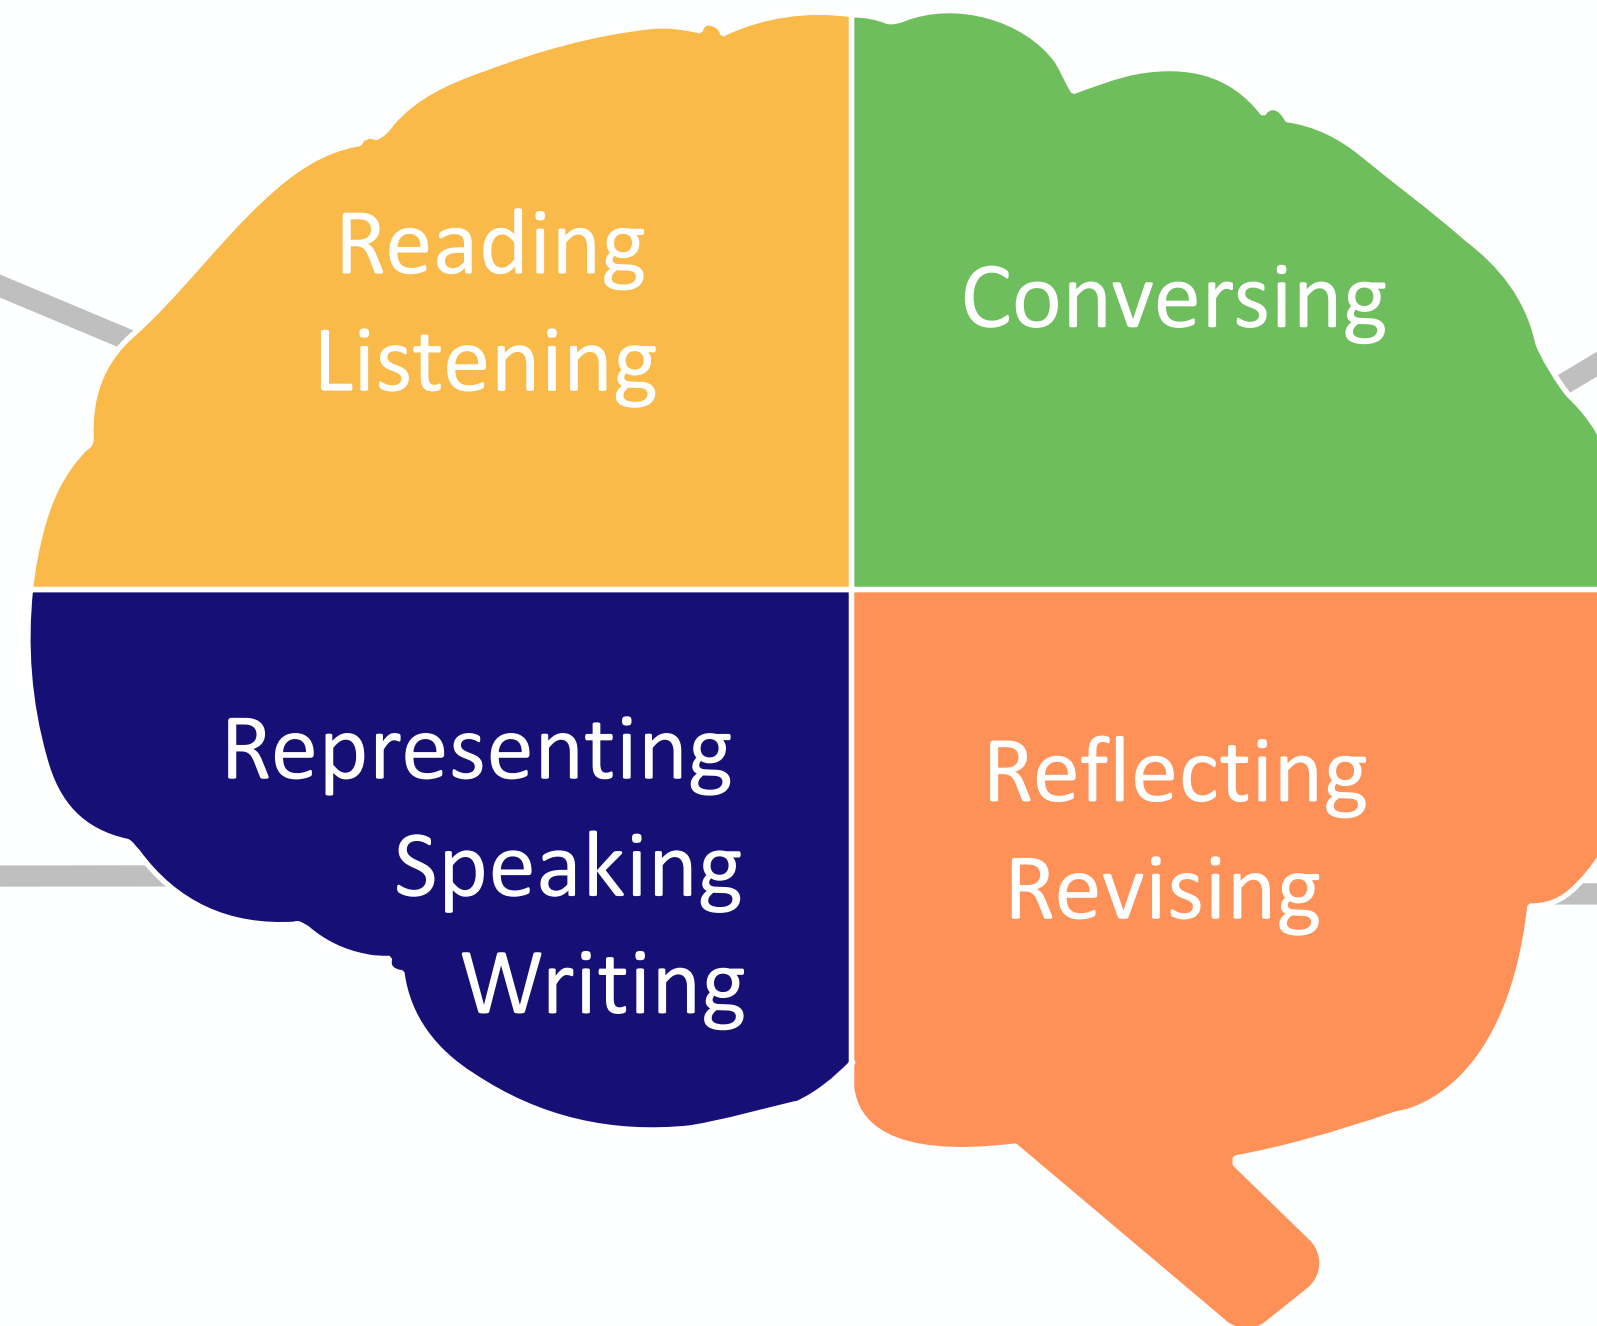 Reading
Listening
Conversing
Representing
Speaking
Writing
Reflecting
Revising